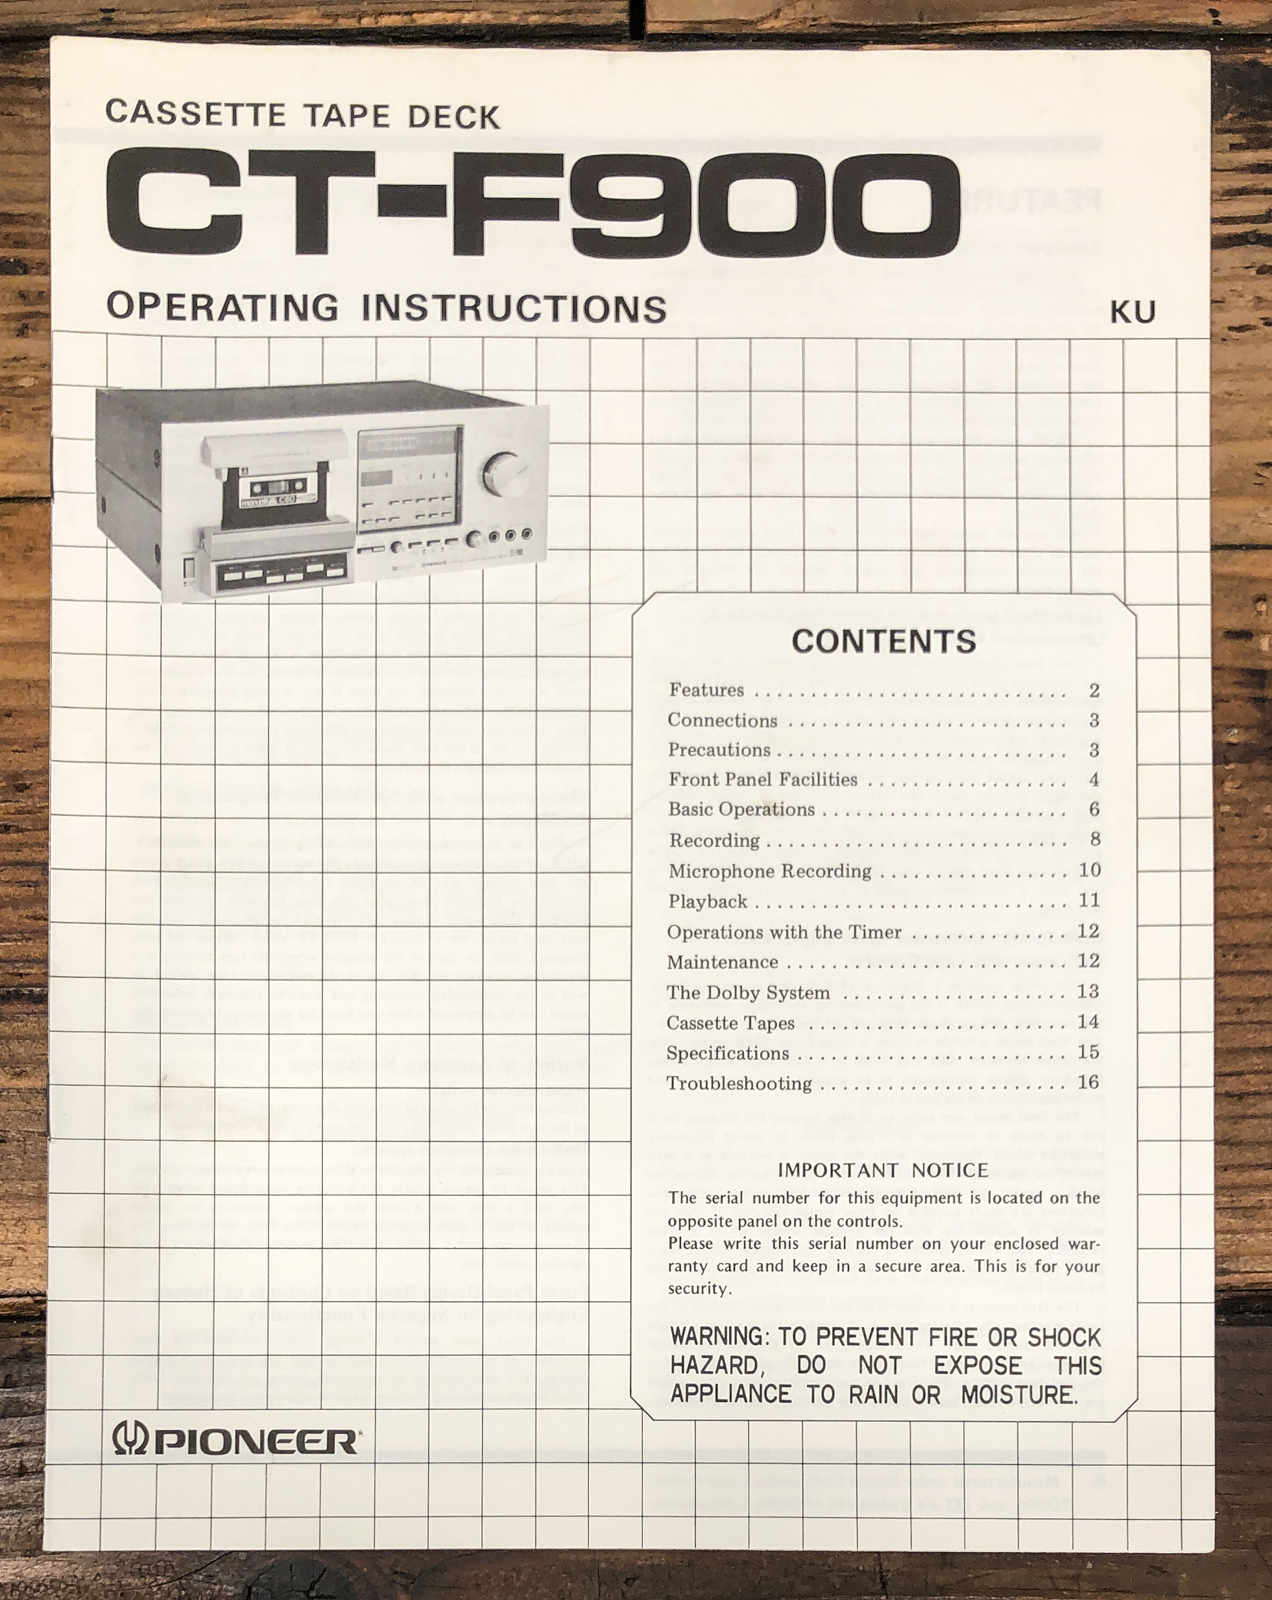 CASSETTE TAPE DECK
CT-F900
OPERATING INSTRUCTIONS
KU
CONTENTS
Features . . . . . . . . . . . . . . . . . . . . . . . . . . . . 2
Connections . . . . . . . . . . . . . . . . . . . . . . . . . 3
Precautions . . . . . . . . . . . . . . . . . . . . . . . . . . 3
Front Panel Facilities . . . . . . . . . . . . . . . . . . 4
Basic Operations . . . . . . . . . . . . . . . . . . . . . . 6
Recording . . . . . . . . . . . . . . . . . . . . . . . . . . . 8
Microphone Recording . . . . . . . . . . . . . . . . . 10
Playback . . . . . . . . . . . . . . . . . . . . . . . . . . . . 11
Operations with the Timer . . . . . . . . . . . . . . 12
Maintenance . . . . . . . . . . . . . . . . . . . . . . . . . 12
The Dolby System . . . . . . . . . . . . . . . . . . . . 13
Cassette Tapes . . . . . . . . . . . . . . . . . . . . . . . 14
Specifications . . . . . . . . . . . . . . . . . . . . . . . . 15
Troubleshooting . . . . . . . . . . . . . . . . . . . . . . 16
IMPORTANT NOTICE
The serial number for this equipment is located on the
opposite panel on the controls.
Please write this serial number on your enclosed war-
ranty card and keep in a secure area. This is for your
security.
WARNING: TO PREVENT FIRE OR SHOCK
HAZARD, DO NOT EXPOSE THIS
APPLIANCE TO RAIN OR MOISTURE.
PIONEER